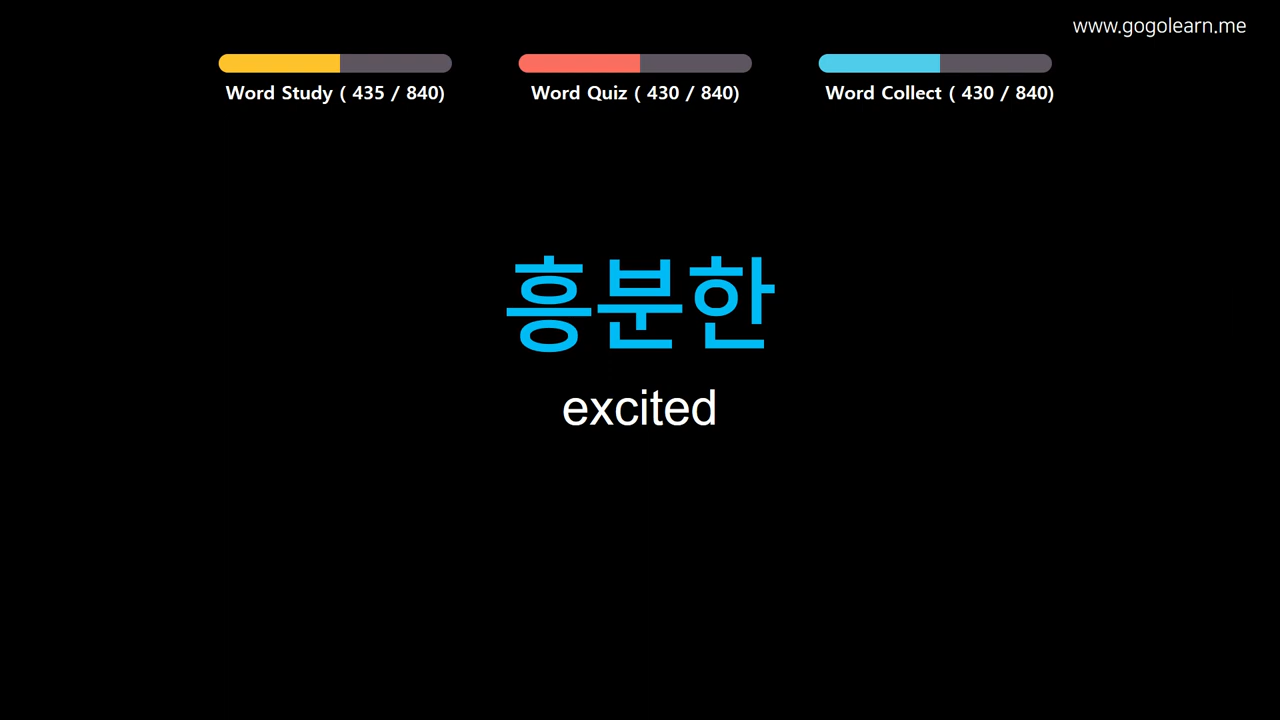 www.gogolearn.me
Word Study ( 435 / 840)
Word Quiz ( 430 / 840)
Word Collect ( 430 / 840)
흥분한
excited